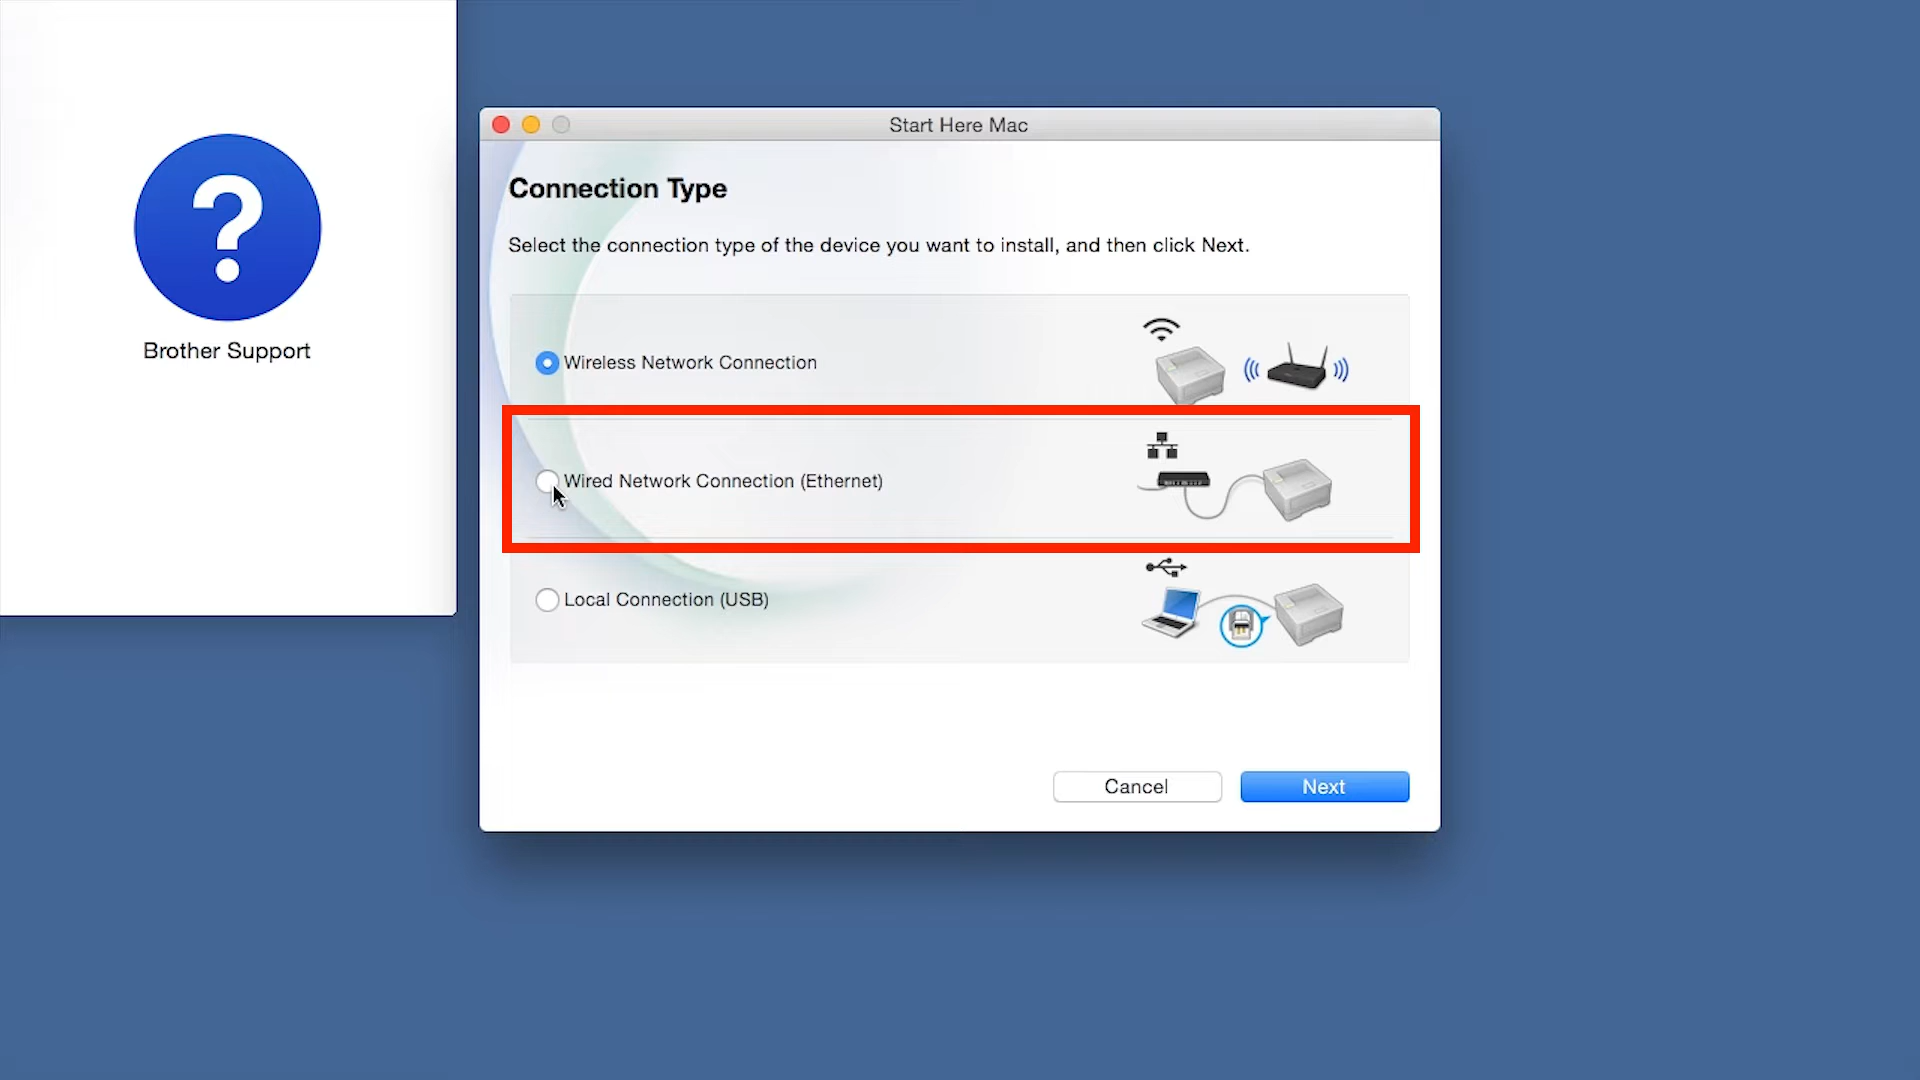 Start Here Mac
Connection Type
Select the connection type of the device you want to install, and then click Next.
Wireless Network Connection
Wired Network Connection (Ethernet)
Local Connection (USB)
Cancel
Next
?
Brother Support